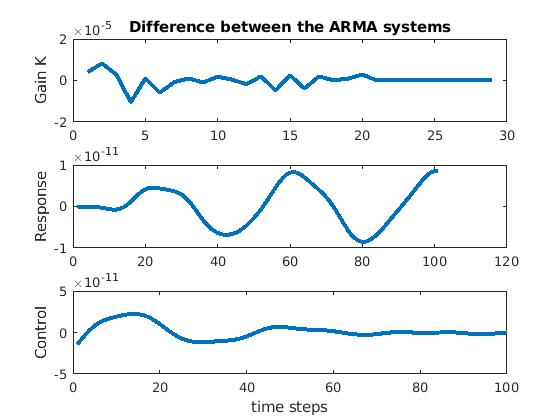 Difference between the ARMA systems
×10-5
2
0
-2
Gain K
0 5 10 15 20 25 30
×10-11
1
0
-1
Response
0 20 40 60 80 100 120
×10-11
5
0
-5
Control
0 20 40 60 80 100
time steps